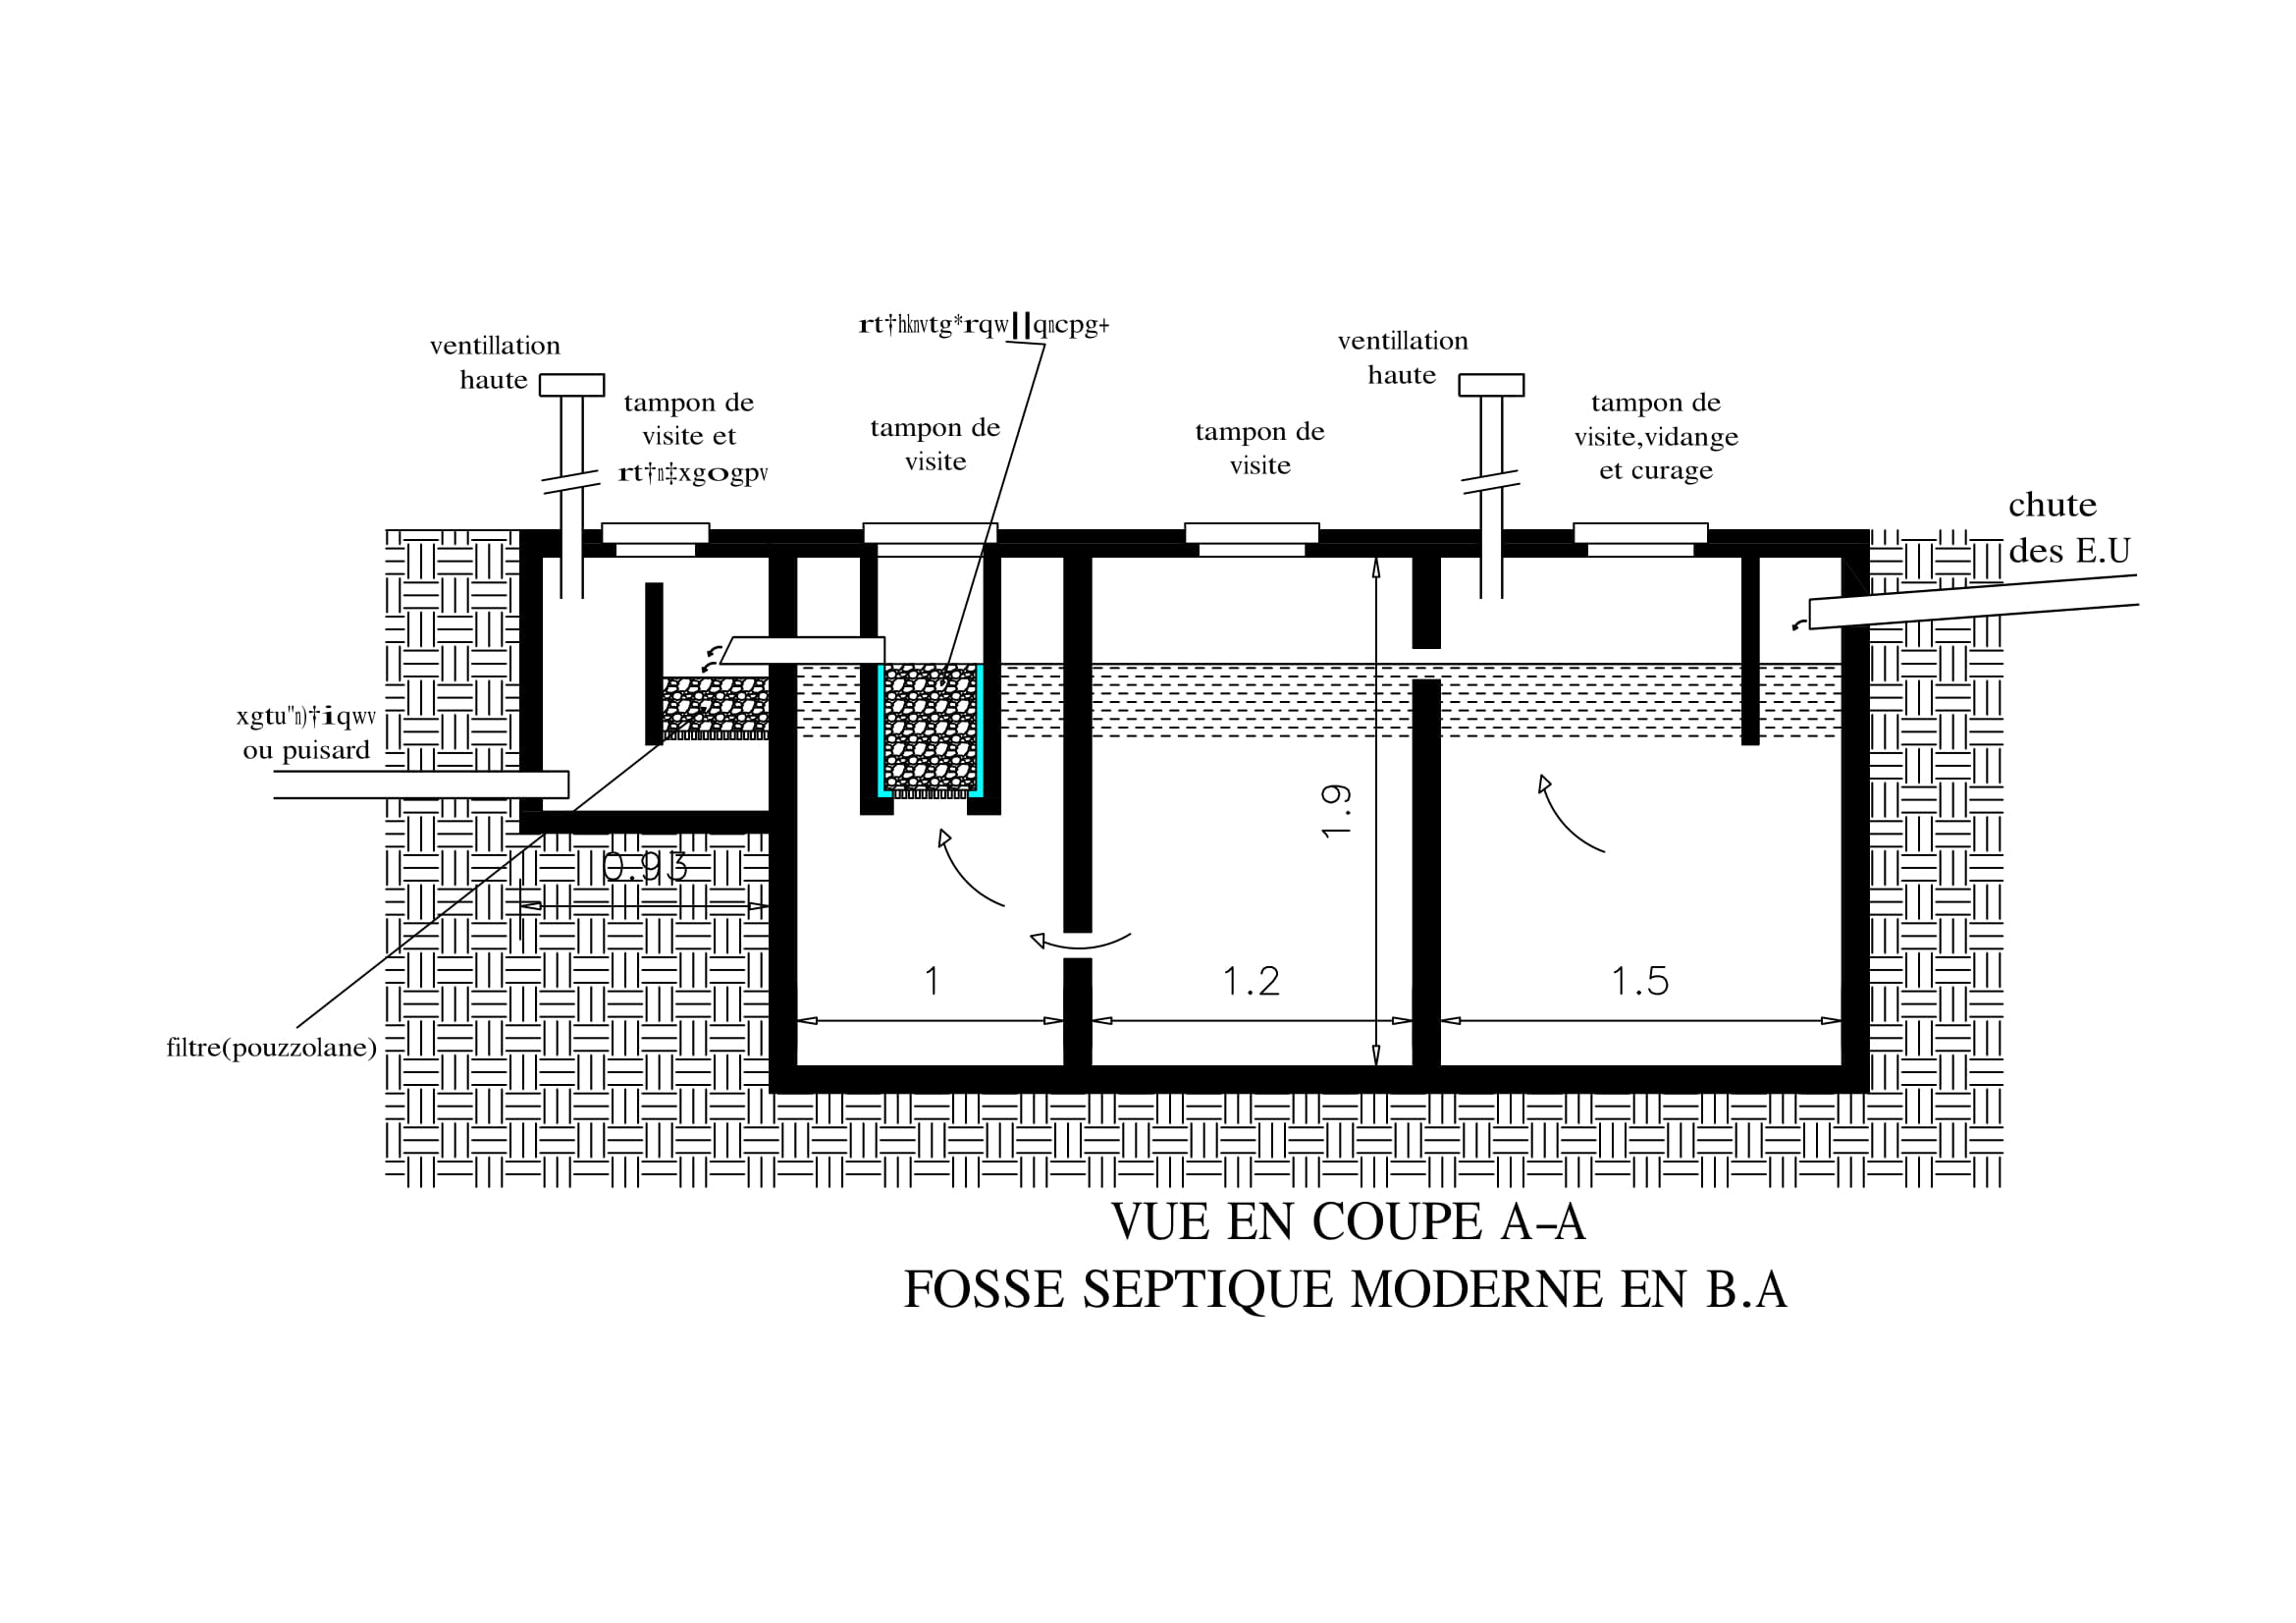 rt†hknvtg*rqw||qncpg+
ventillation
haute
ventillation
haute
tampon de
visite et
rt†n‡xgogpv
tampon de
visite
tampon de
visite
tampon de
visite,vidange
et curage
chute
des E.U
xgtu"n)†iqwv
ou puisard
1.9
0.93
1
1.2
1.5
filtre(pouzzolane)
VUE EN COUPE A-A
FOSSE SEPTIQUE MODERNE EN B.A